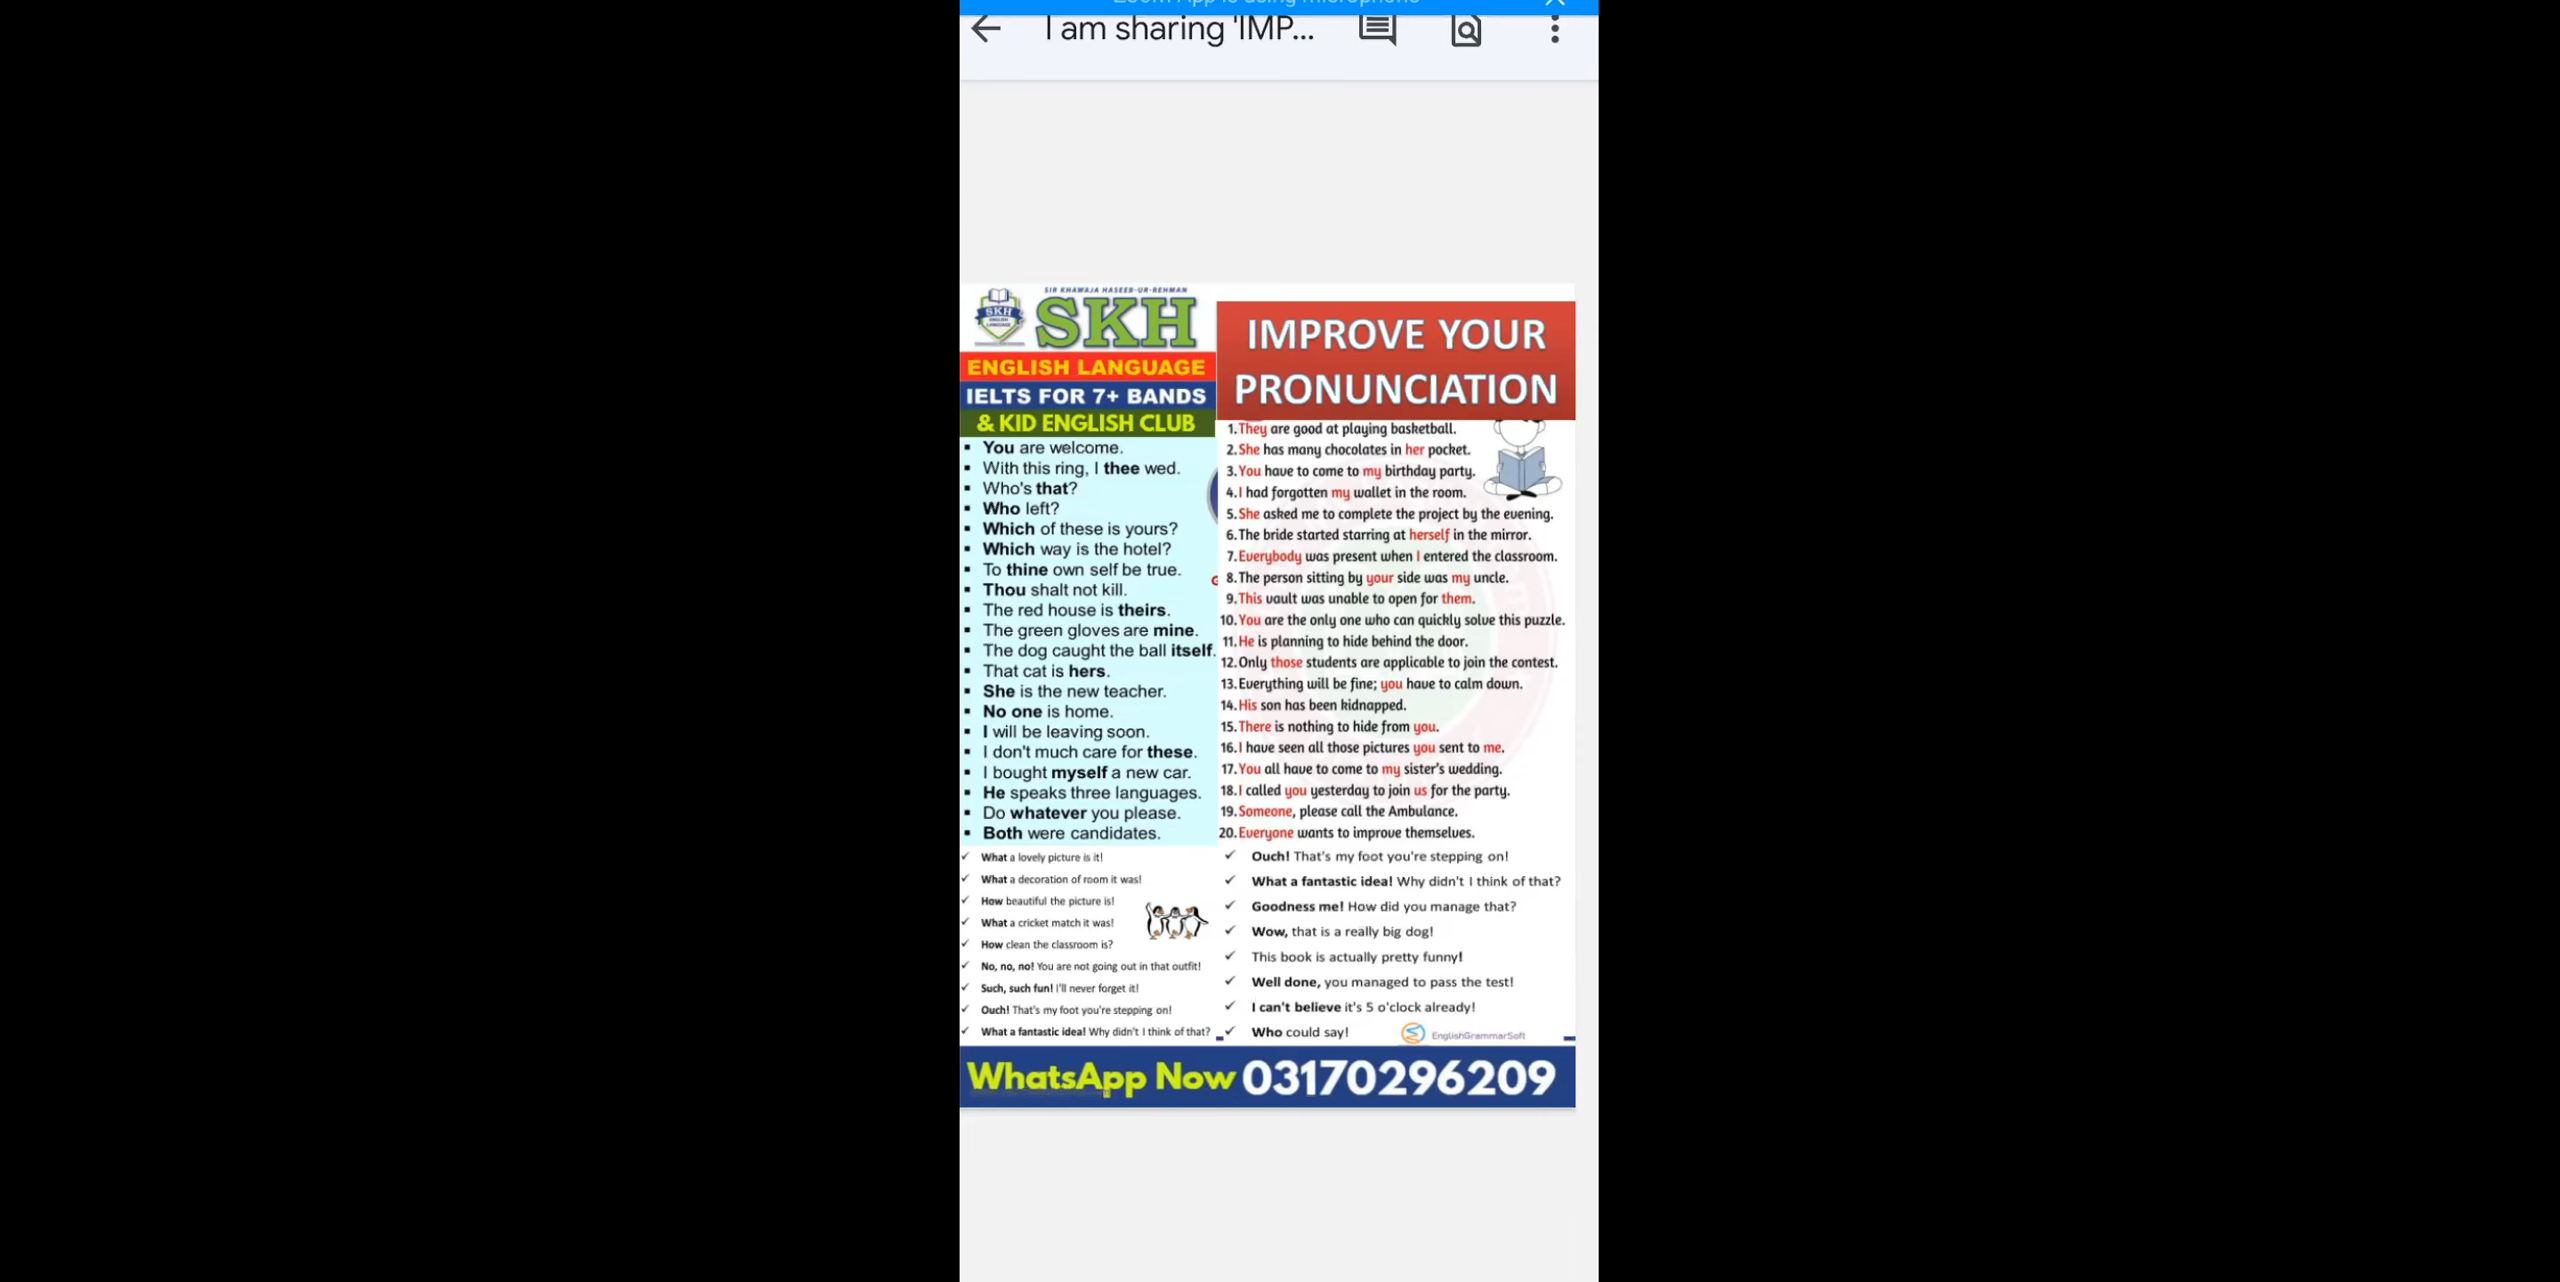 Zoom App is using microphone
I am sharing 'IMP...
SIR KHAWAJA HASEEB-UR-REHMAN
SKH
ENGLISH LANGUAGE
SKH
ENGLISH LANGUAGE
IELTS FOR 7+ BANDS
& KID ENGLISH CLUB
You are welcome.
With this ring, I thee wed.
Who's that?
Who left?
Which of these is yours?
Which way is the hotel?
To thine own self be true.
Thou shalt not kill.
The red house is theirs.
The green gloves are mine.
The dog caught the ball itself.
That cat is hers.
She is the new teacher.
No one is home.
I will be leaving soon.
I don't much care for these.
I bought myself a new car.
He speaks three languages.
Do whatever you please.
Both were candidates.
What a lovely picture is it!
What a decoration of room it was!
How beautiful the picture is!
What a cricket match it was!
How clean the classroom is?
No, no, no! You are not going out in that outfit!
Such, such fun! I'll never forget it!
Ouch! That's my foot you're stepping on!
What a fantastic idea! Why didn't I think of that?
IMPROVE YOUR
PRONUNCIATION
1. They are good at playing basketball.
2. She has many chocolates in her pocket.
3. You have to come to my birthday party.
4. I had forgotten my wallet in the room.
5. She asked me to complete the project by the evening.
6. The bride started starring at herself in the mirror.
7. Everybody was present when I entered the classroom.
8. The person sitting by your side was my uncle.
9. This vault was unable to open for them.
10. You are the only one who can quickly solve this puzzle.
11. He is planning to hide behind the door.
12. Only those students are applicable to join the contest.
13. Everything will be fine; you have to calm down.
14. His son has been kidnapped.
15. There is nothing to hide from you.
16. I have seen all those pictures you sent to me.
17. You all have to come to my sister's wedding.
18. I called you yesterday to join us for the party.
19. Someone, please call the Ambulance.
20. Everyone wants to improve themselves.
Ouch! That's my foot you're stepping on!
What a fantastic idea! Why didn't I think of that?
Goodness me! How did you manage that?
Wow, that is a really big dog!
This book is actually pretty funny!
Well done, you managed to pass the test!
I can't believe it's 5 o'clock already!
Who could say!
EnglishGrammarSoft
WhatsApp Now 03170296209